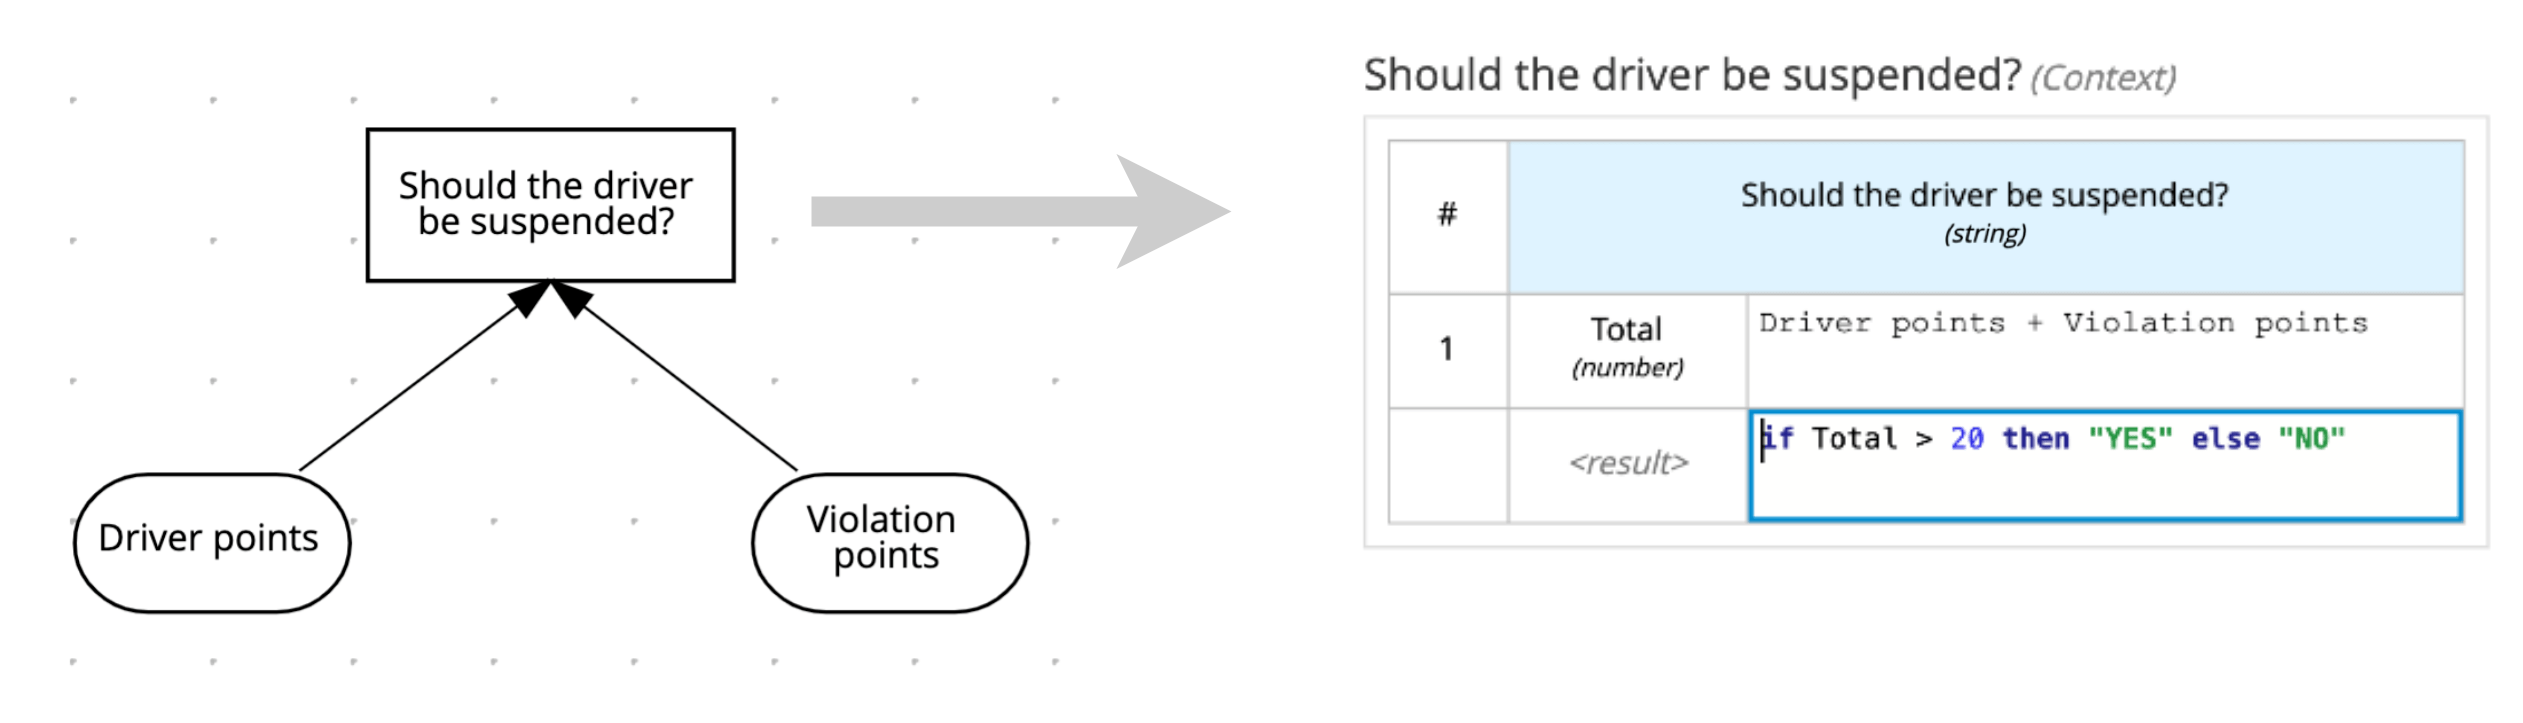 Should the driver
be suspended?
Driver points
Violation
points
Should the driver be suspended? (Context)
#
Should the driver be suspended?
(string)
1
Total
(number)
Driver points + Violation points
<result>
if Total > 20 then "YES" else "NO"